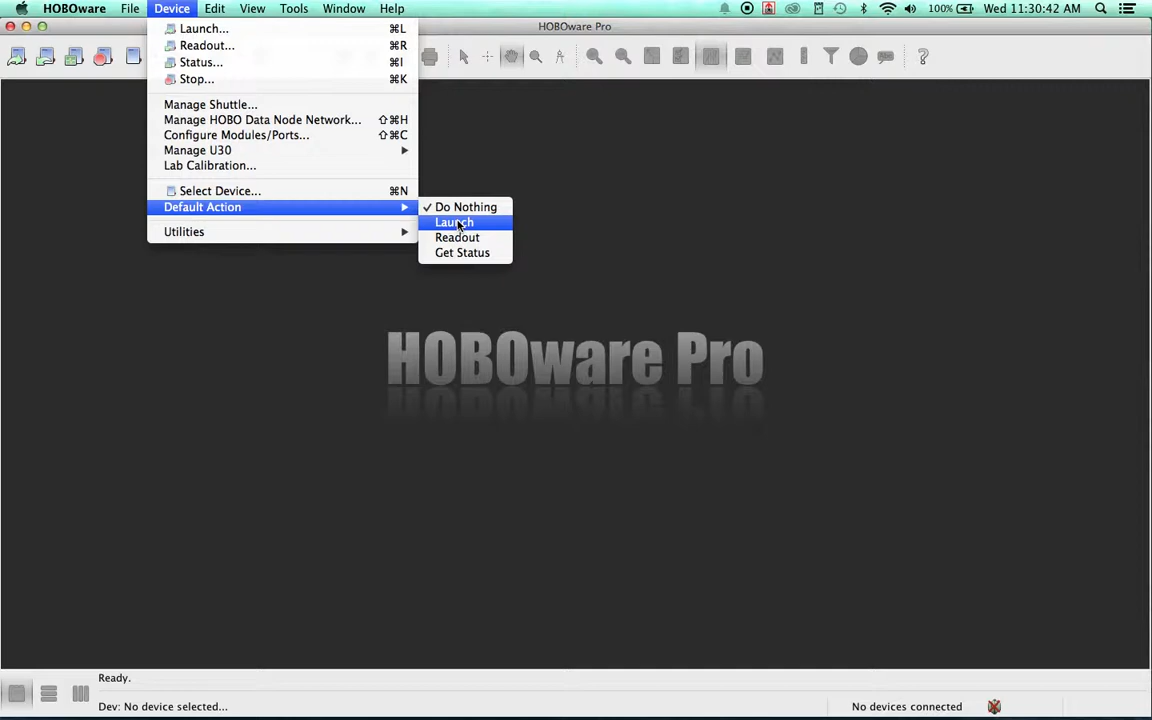 HOBOware File Device Edit View Tools Window Help 100% Wed 11:30:42 AM
HOBOware Pro
Launch... ⌘L
Readout... ⌘R
Status... ⌘I
Stop... ⌘K
Manage Shuttle...
Manage HOBO Data Node Network... ⇧⌘H
Configure Modules/Ports... ⇧⌘C
Manage U30
Lab Calibration...
Select Device... ⌘N
Default Action
Utilities
✓ Do Nothing
Launch
Readout
Get Status
HOBOware Pro
Ready.
Dev: No device selected... No devices connected